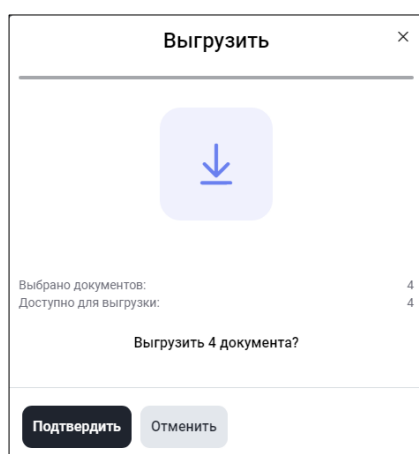 Выгрузить
Выбрано документов: 4
Доступно для выгрузки: 4
Выгрузить 4 документа?
Подтвердить Отменить